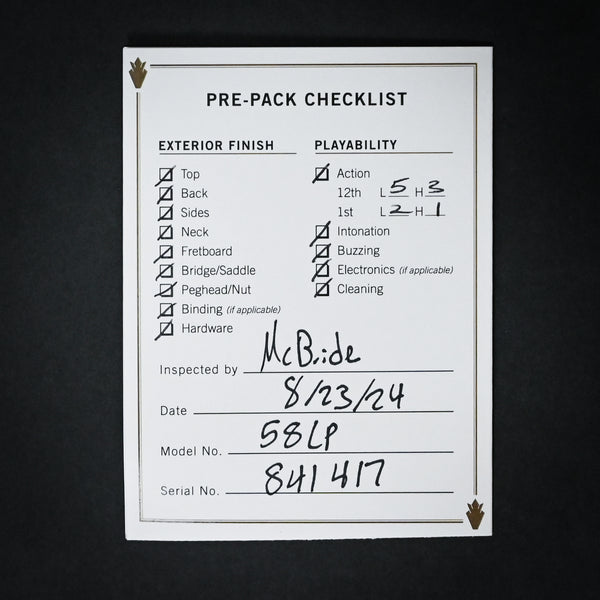 PRE-PACK CHECKLIST
EXTERIOR FINISH
Top
Back
Sides
Neck
Fretboard
Bridge/Saddle
Peghead/Nut
Binding (if applicable)
Hardware
PLAYABILITY
Action
12th L 5 H 3
1st L 2 H 1
Intonation
Buzzing
Electronics (if applicable)
Cleaning
Inspected by McBride
Date 8/23/24
Model No. 58LP
Serial No. 841417